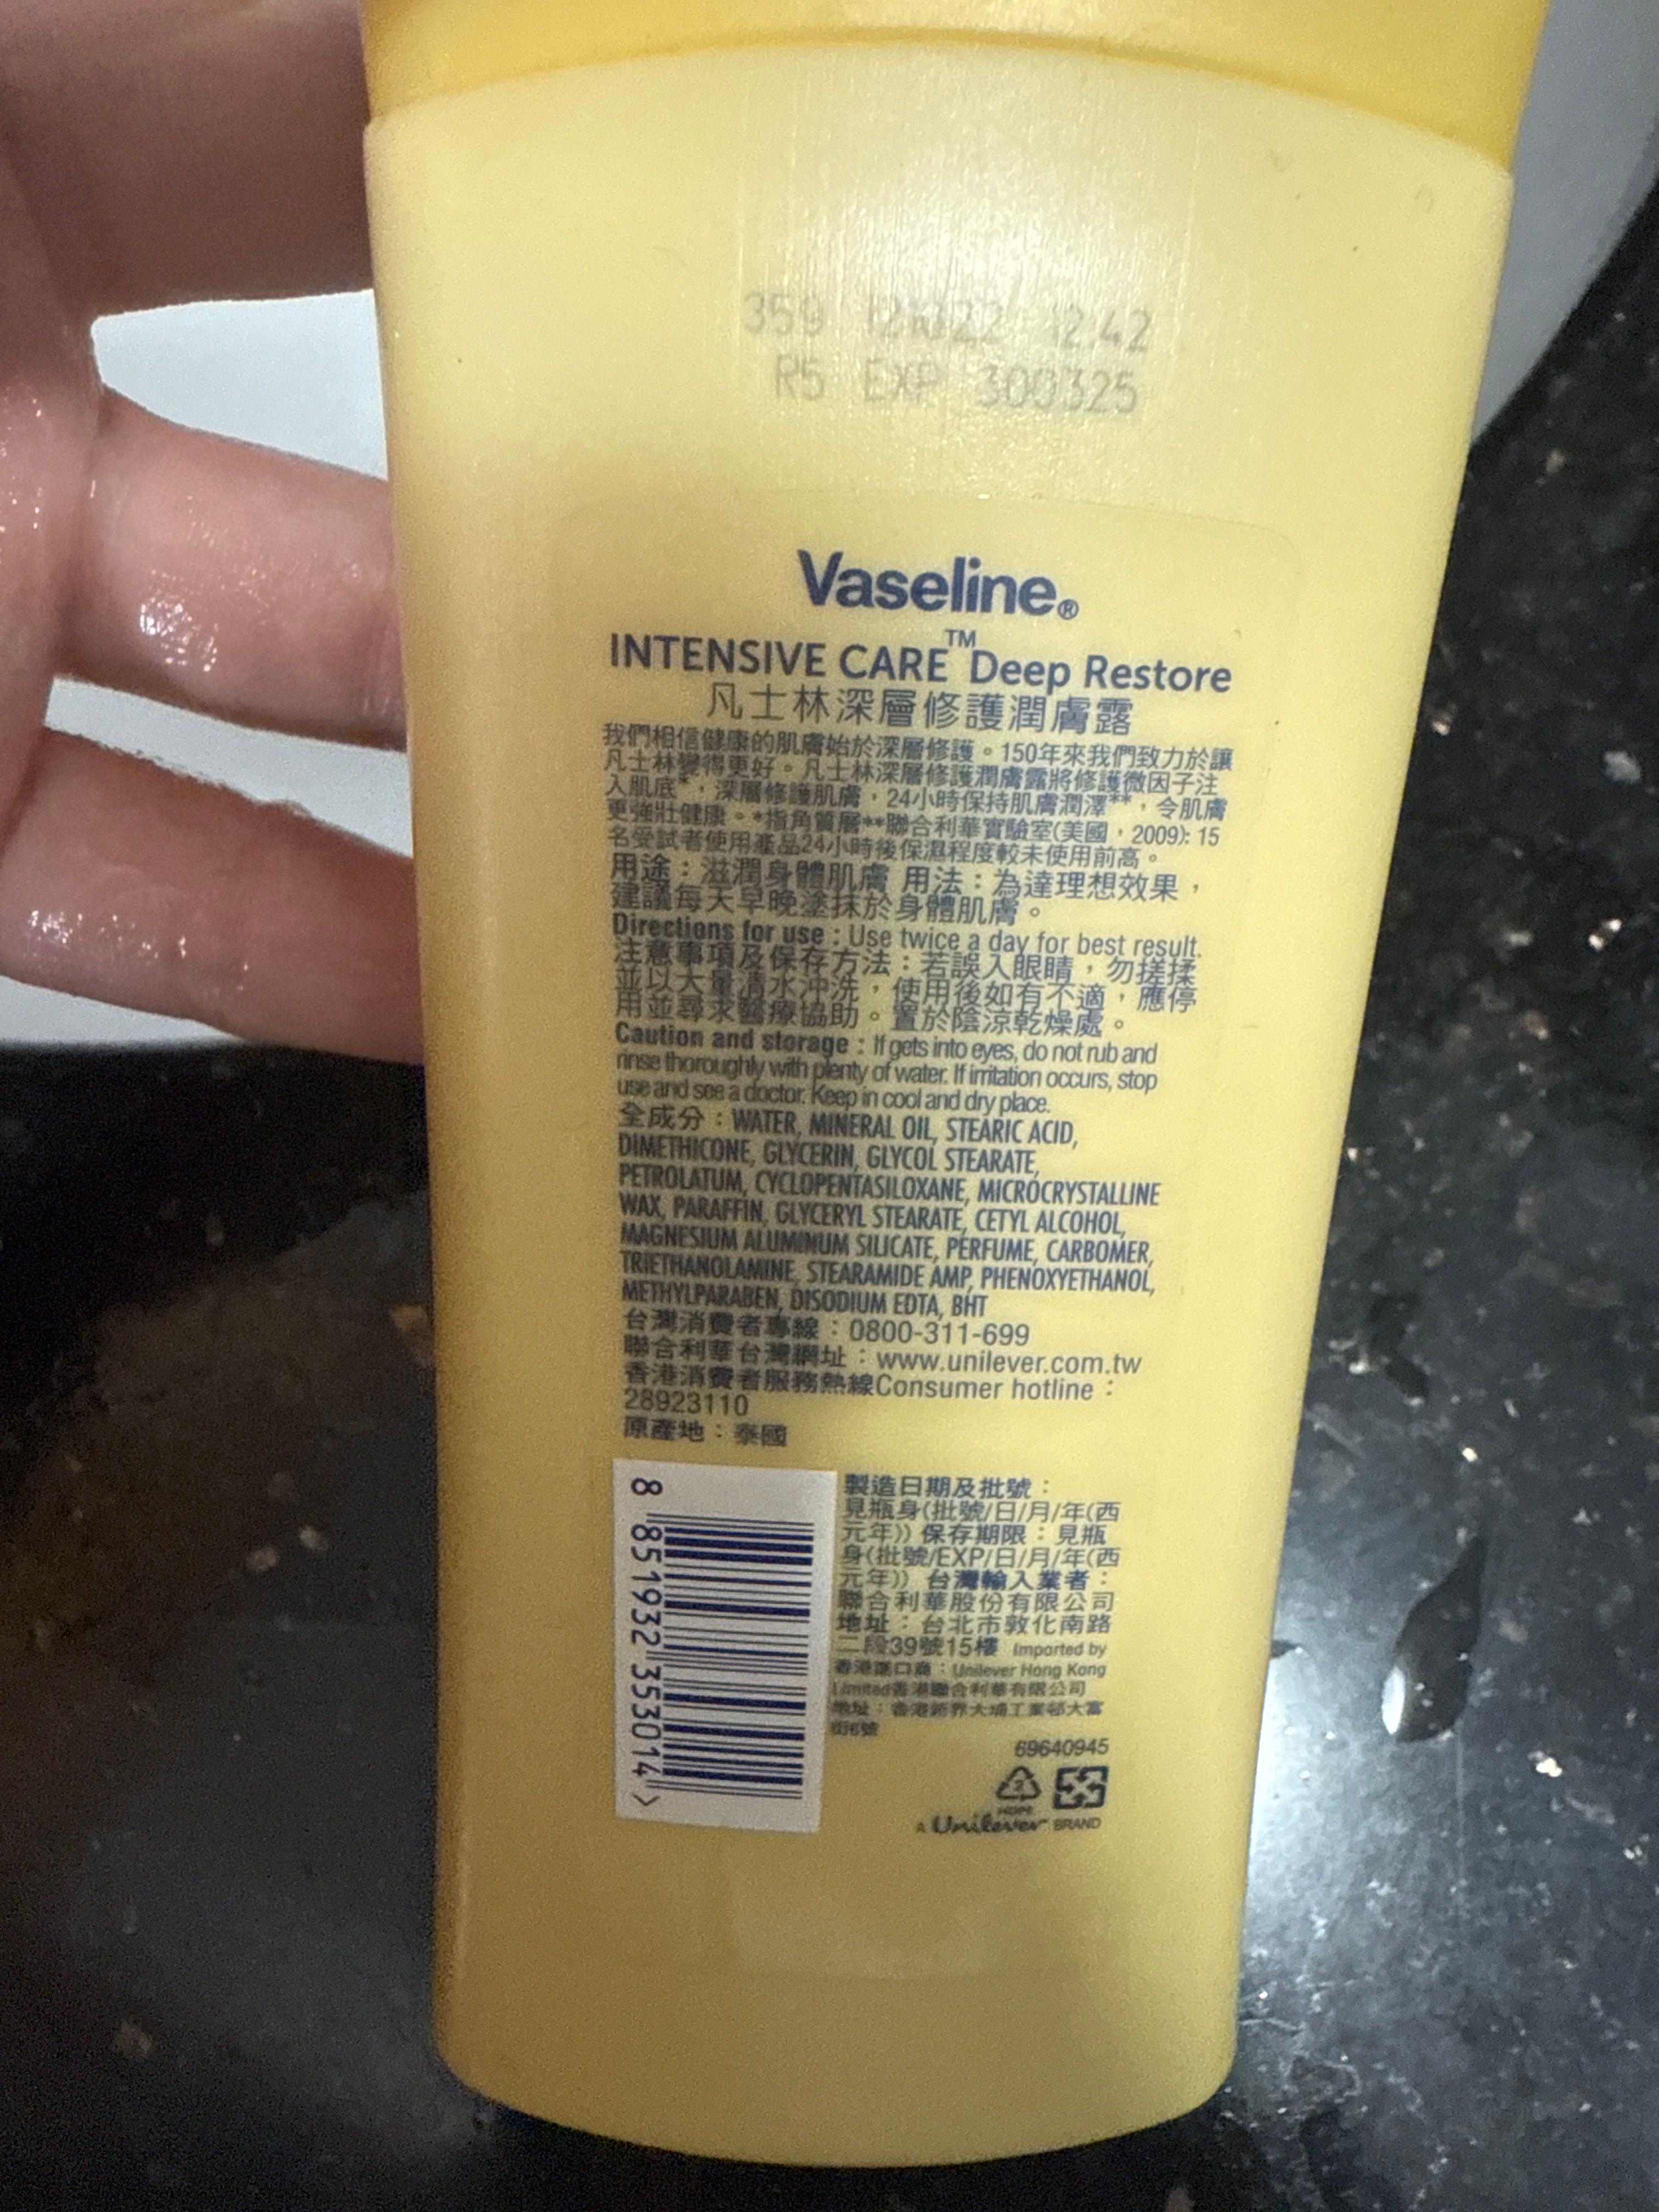 359 12:42
R5 EXP 300325
Vaseline®
INTENSIVE CARE™ Deep Restore
凡士林深層修護潤膚露
我們相信健康的肌膚始於深層修護。150年來我們致力於讓
凡士林變得更好。凡士林深層修護潤膚露將修護微因子注
入肌底*，深層修護肌膚，24小時保持肌膚潤澤**，令肌膚
更強壯健康。*指角質層**聯合利華實驗室(美國，2009): 15
名受試者使用產品24小時後保濕程度較未使用前高。
用途：滋潤身體肌膚 用法：為達理想效果，
建議每天早晚塗抹於身體肌膚。
Directions for use : Use twice a day for best result.
注意事項及保存方法：若誤入眼睛，勿搓揉
並以大量清水沖洗，使用後如有不適，應停
用並尋求醫療協助。置於陰涼乾燥處。
Caution and storage : If gets into eyes, do not rub and
rinse thoroughly with plenty of water. If irritation occurs, stop
use and see a doctor. Keep in cool and dry place.
全成分：WATER, MINERAL OIL, STEARIC ACID,
DIMETHICONE, GLYCERIN, GLYCOL STEARATE,
PETROLATUM, CYCLOPENTASILOXANE, MICROCRYSTALLINE
WAX, PARAFFIN, GLYCERYL STEARATE, CETYL ALCOHOL,
MAGNESIUM ALUMINUM SILICATE, PERFUME, CARBOMER,
TRIETHANOLAMINE, STEARAMIDE AMP, PHENOXYETHANOL,
METHYLPARABEN, DISODIUM EDTA, BHT
台灣消費者專線：0800-311-699
聯合利華台灣網址：www.unilever.com.tw
香港消費者服務熱線Consumer hotline：
28923110
原產地：泰國
8 851932 353014 >
製造日期及批號：
見瓶身(批號/日/月/年(西
元年)) 保存期限：見瓶
身(批號/EXP/日/月/年(西
元年)) 台灣輸入業者：
聯合利華股份有限公司
地址：台北市敦化南路
二段39號15樓 Imported by
香港進口商：Unilever Hong Kong
Limited香港聯合利華有限公司
地址：香港新界大埔工業邨大富
街6號
69640945
2
HDPE
A Unilever BRAND